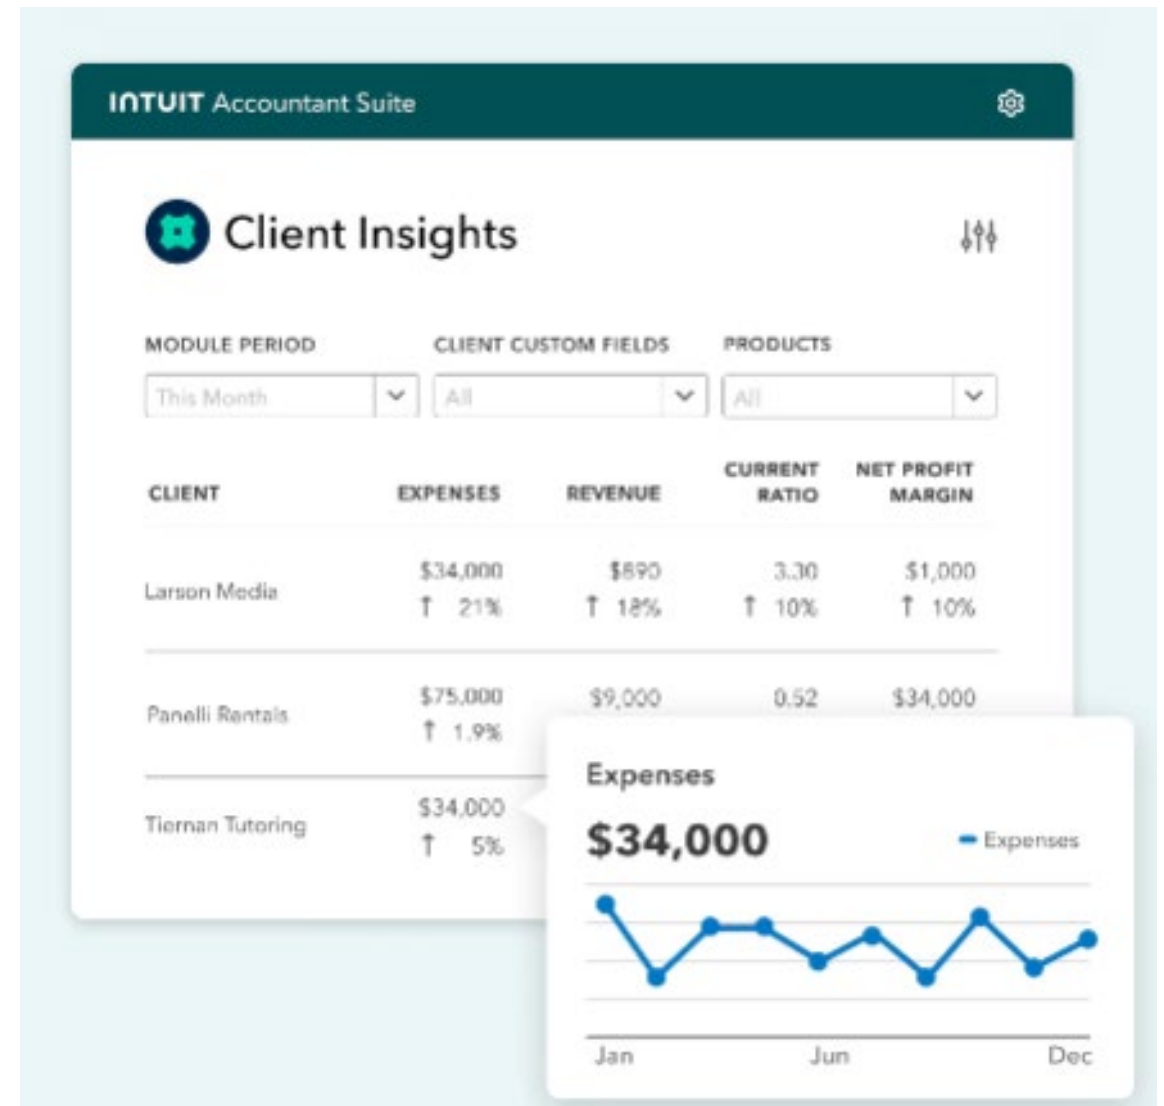 INTUIT Accountant Suite
Client Insights
MODULE PERIOD CLIENT CUSTOM FIELDS PRODUCTS
This Month All All
CLIENT EXPENSES REVENUE CURRENT RATIO NET PROFIT MARGIN
Larson Media $34,000 $890 3.30 $1,000
↑ 21% ↑ 18% ↑ 10% ↑ 10%
Panelli Rentals $75,000 $9,000 0.52 $34,000
↑ 1.9%
Tiernan Tutoring $34,000
↑ 5%
Expenses
$34,000
Expenses
Jan Jun Dec